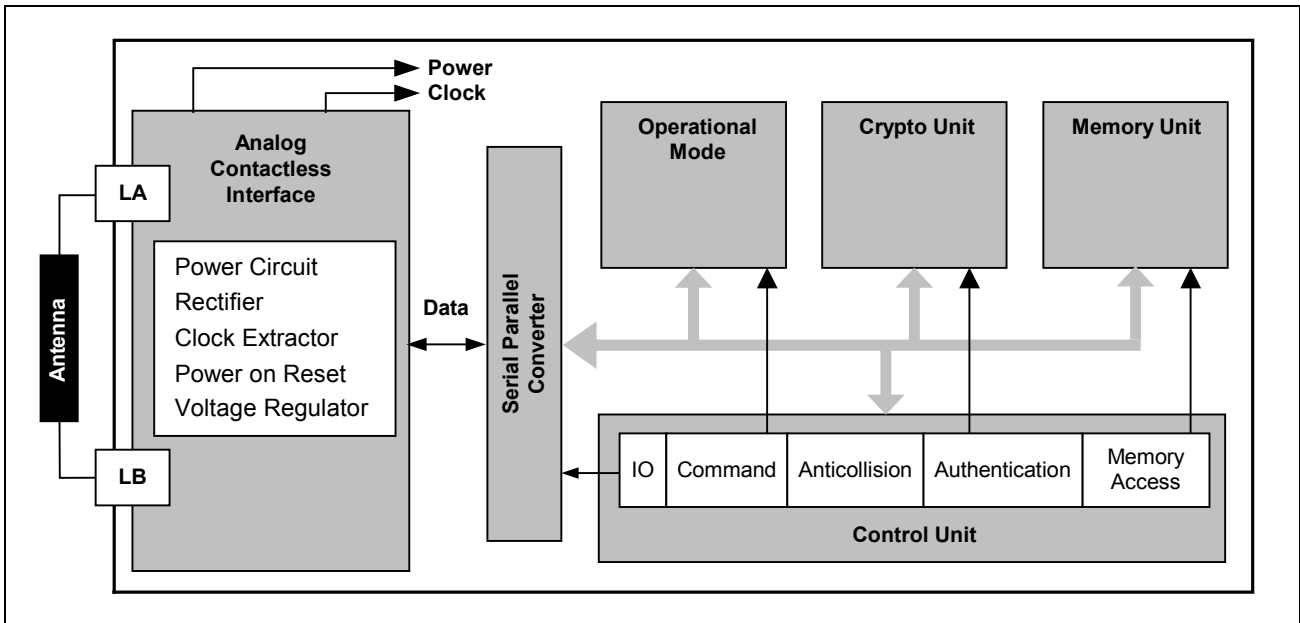 Power
Clock
Analog
Contactless
Interface
LA
Antenna
LB
Power Circuit
Rectifier
Clock Extractor
Power on Reset
Voltage Regulator
Data
Serial Parallel
Converter
Operational
Mode
Crypto Unit
Memory Unit
IO
Command
Anticollision
Authentication
Memory
Access
Control Unit